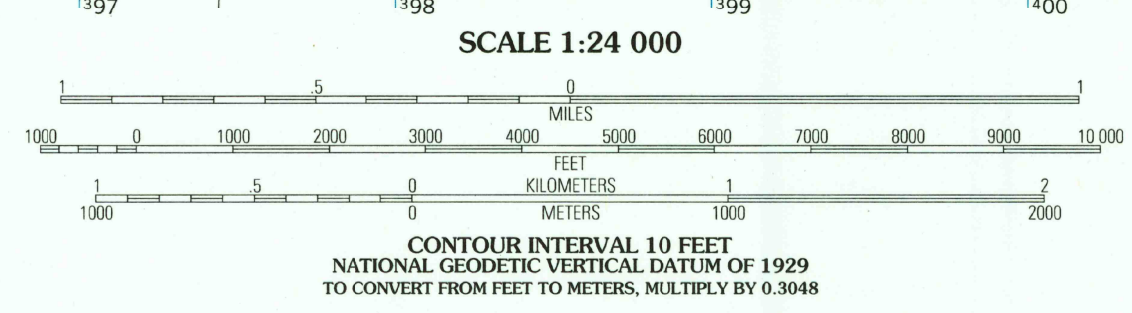 397 398 399 400
SCALE 1:24 000
1 .5 0 1
MILES
1000 0 1000 2000 3000 4000 5000 6000 7000 8000 9000 10 000
FEET
1 .5 0 KILOMETERS 1 2
1000 0 METERS 1000 2000
CONTOUR INTERVAL 10 FEET
NATIONAL GEODETIC VERTICAL DATUM OF 1929
TO CONVERT FROM FEET TO METERS, MULTIPLY BY 0.3048